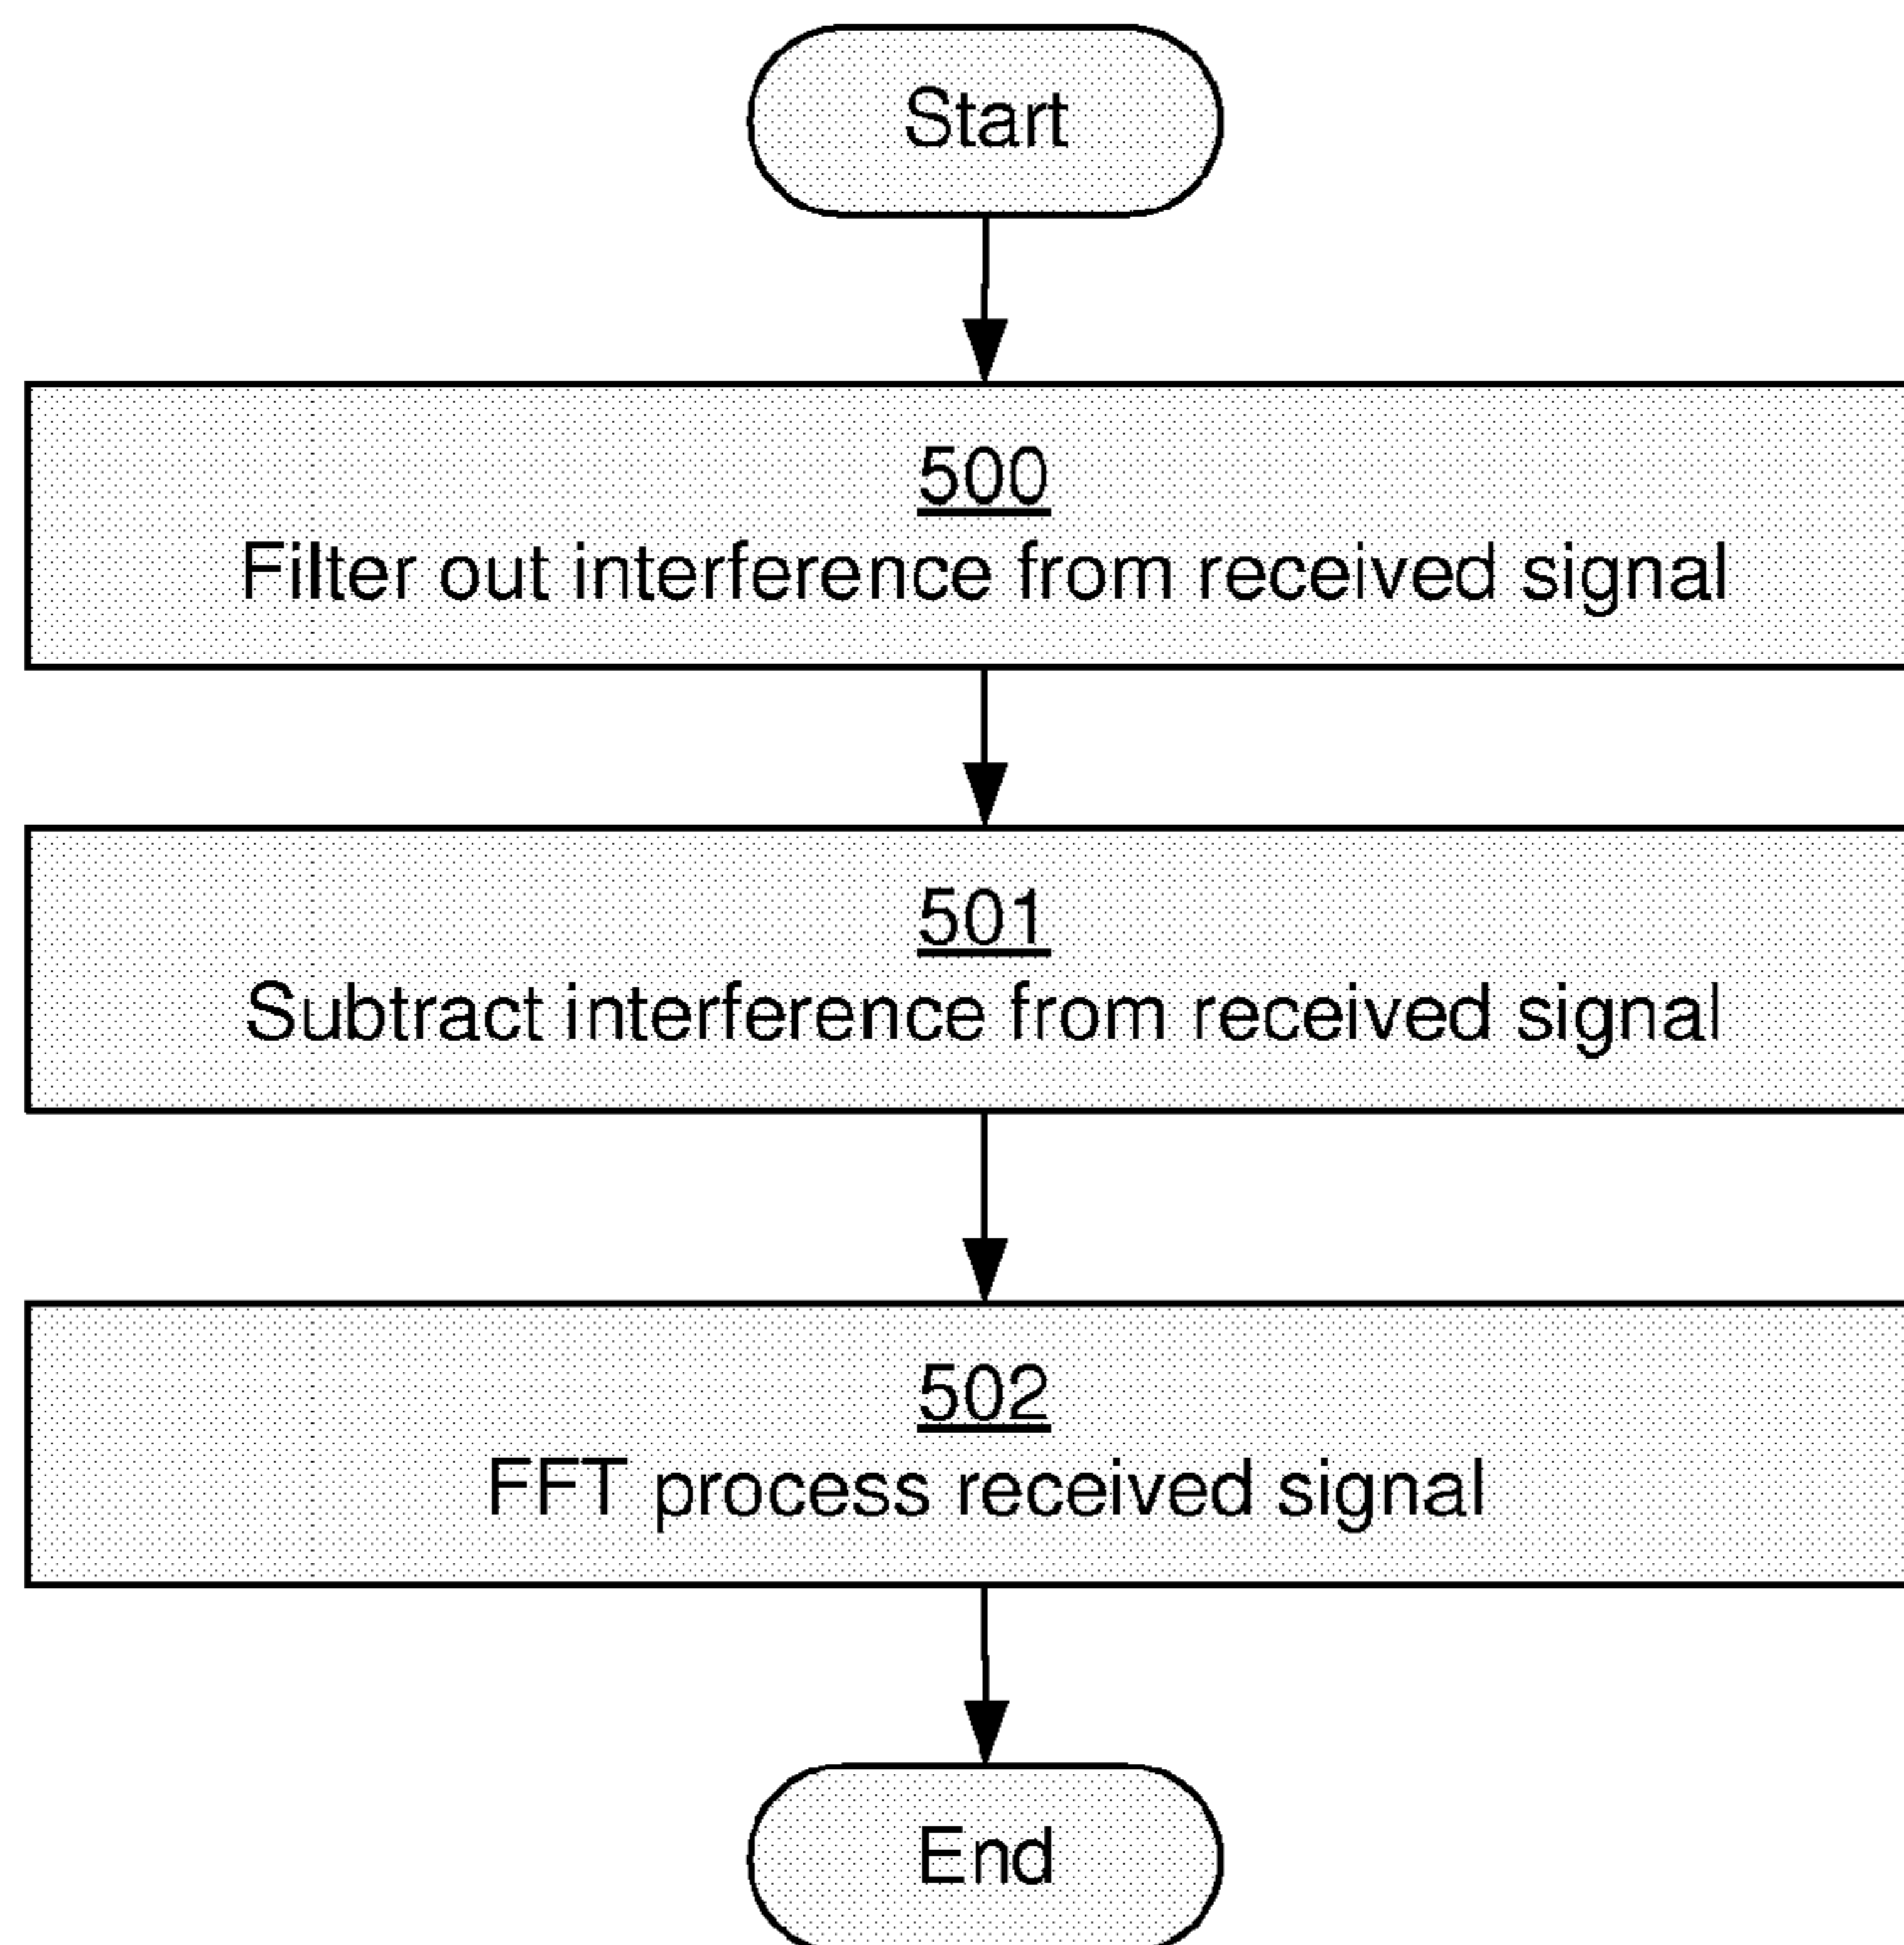 Start
500
Filter out interference from received signal
501
Subtract interference from received signal
502
FFT process received signal
End